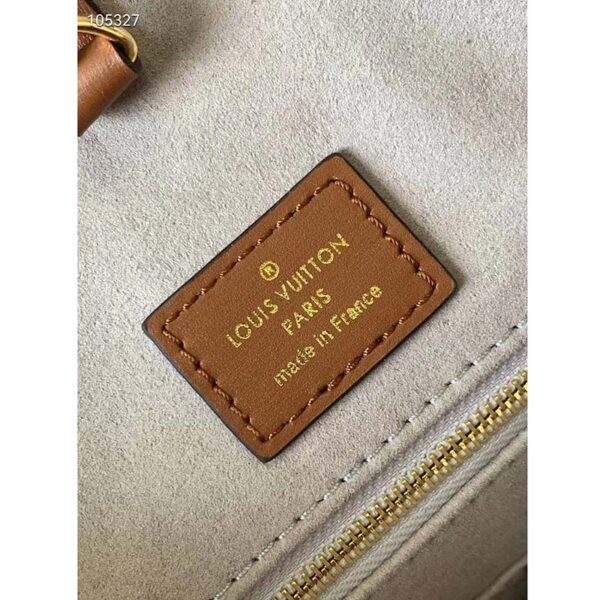 105327
®
LOUIS VUITTON
PARIS
made in France